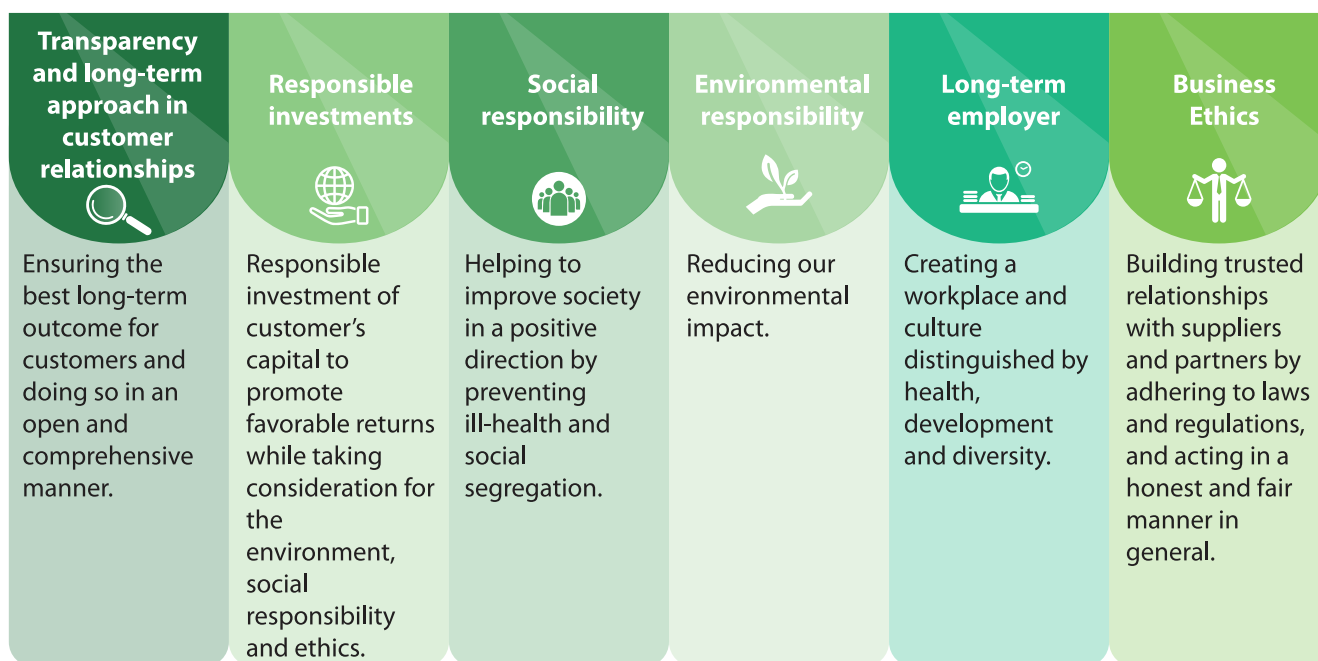 Transparency
and long-term
approach in
customer
relationships
Ensuring the
best long-term
outcome for
customers and
doing so in an
open and
comprehensive
manner.
Responsible
investments
Responsible
investment of
customer’s
capital to
promote
favorable returns
while taking
consideration for
the
environment,
social
responsibility
and ethics.
Social
responsibility
Helping to
improve society
in a positive
direction by
preventing
ill-health and
social
segregation.
Environmental
responsibility
Reducing our
environmental
impact.
Long-term
employer
Creating a
workplace and
culture
distinguished by
health,
development
and diversity.
Business
Ethics
Building trusted
relationships
with suppliers
and partners by
adhering to laws
and regulations,
and acting in a
honest and fair
manner in
general.